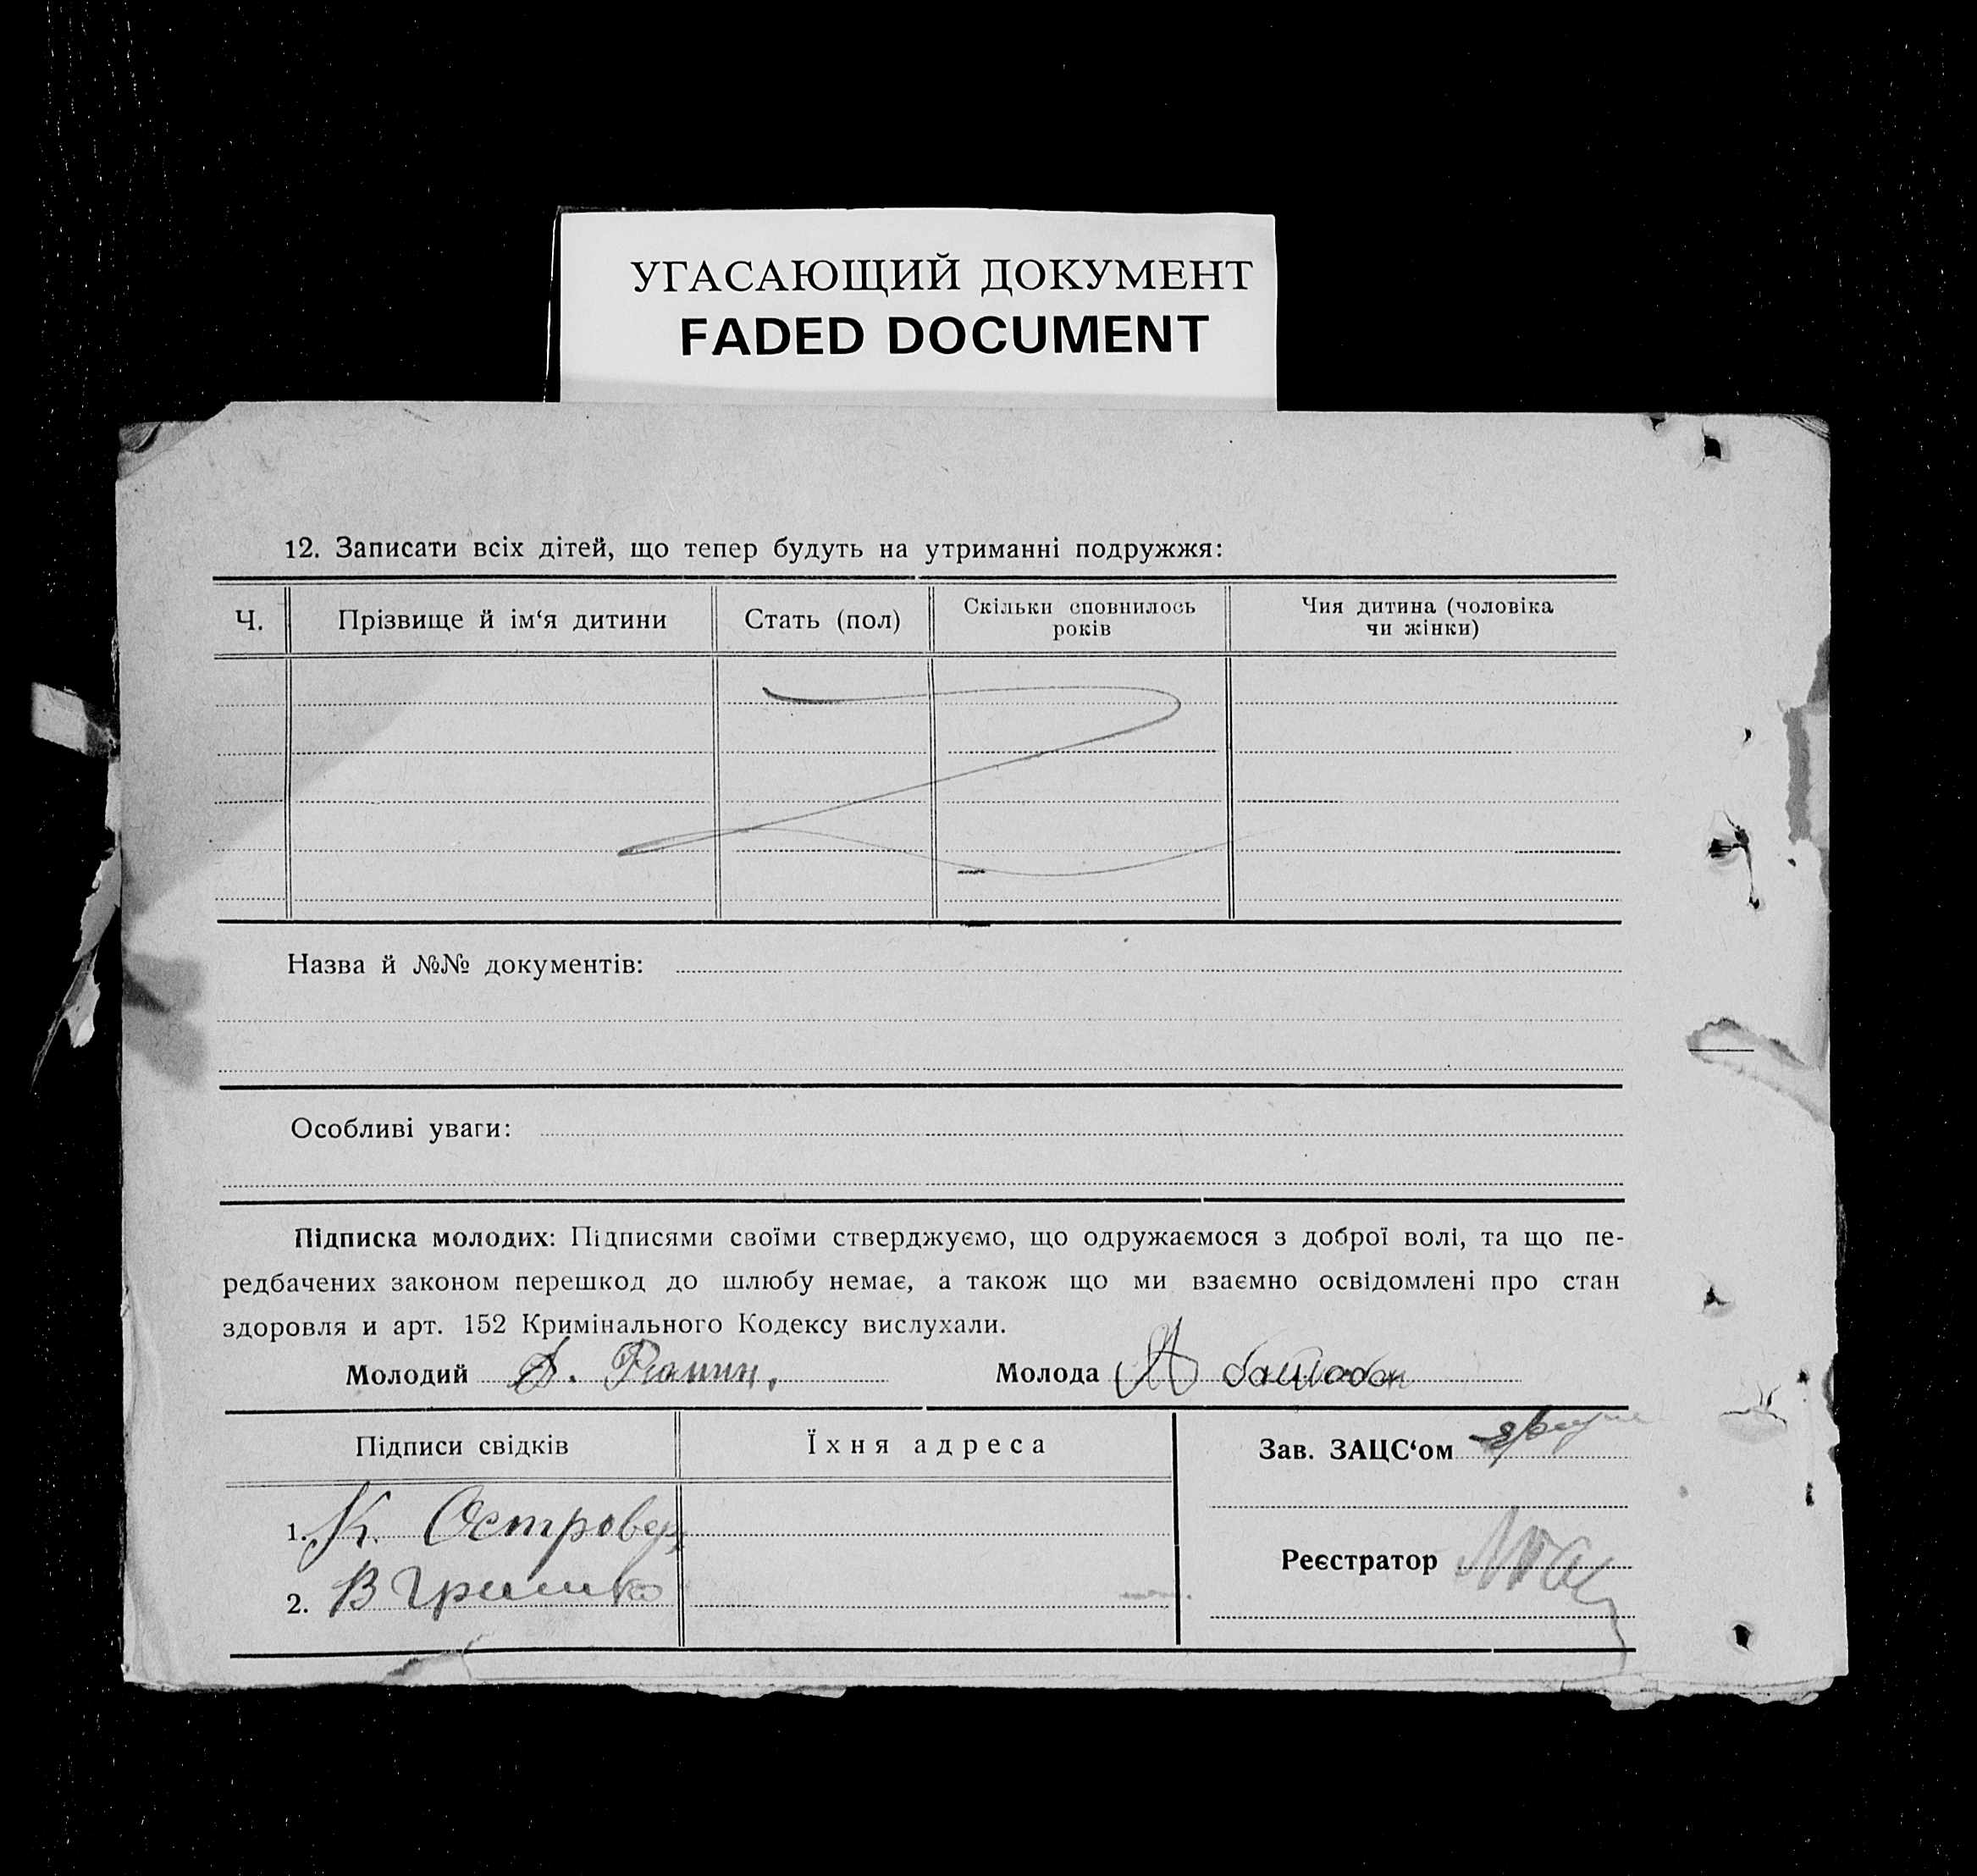 УГАСАЮЩИЙ ДОКУМЕНТ
FADED DOCUMENT
12. Записати всіх дітей, що тепер будуть на утриманні подружжя:
Ч. Прізвище й ім‘я дитини Стать (пол) Скільки сповнилось Чия дитина (чоловіка
років чи жінки)
Назва й №№ документів:
Особливі уваги:
Підписка молодих: Підписями своїми стверджуємо, що одружаємося з доброї волі, та що пе-
редбачених законом перешкод до шлюбу немає, а також що ми взаємно освідомлені про стан
здоровля и арт. 152 Кримінального Кодексу вислухали.
Молодий Молода
Підписи свідків Їхня адреса Зав. ЗАЦС‘ом
1. К. Островер
Реєстратор
2. В Гришко